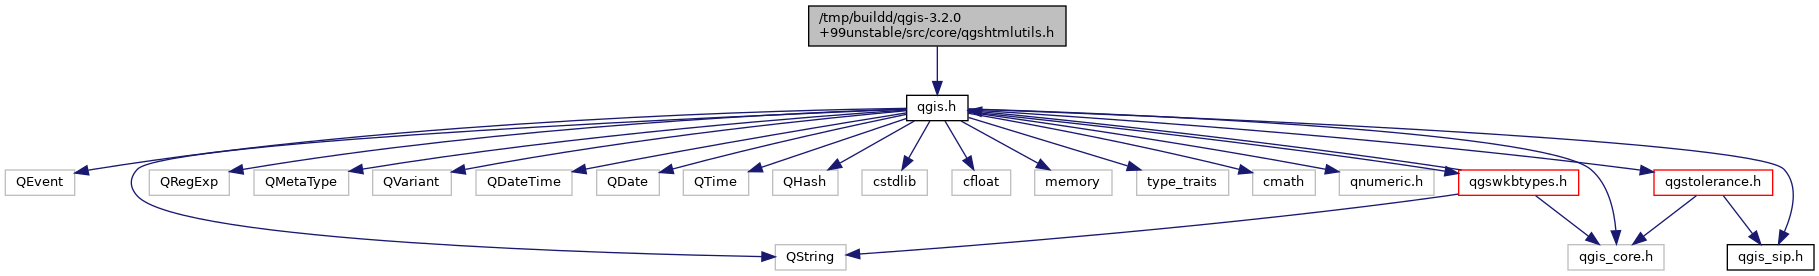 /tmp/buildd/qgis-3.2.0
+99unstable/src/core/qgshtmlutils.h
qgis.h
QEvent
QRegExp
QMetaType
QVariant
QDateTime
QDate
QTime
QHash
cstdlib
cfloat
memory
type_traits
cmath
qnumeric.h
qgswkbtypes.h
qgstolerance.h
QString
qgis_core.h
qgis_sip.h